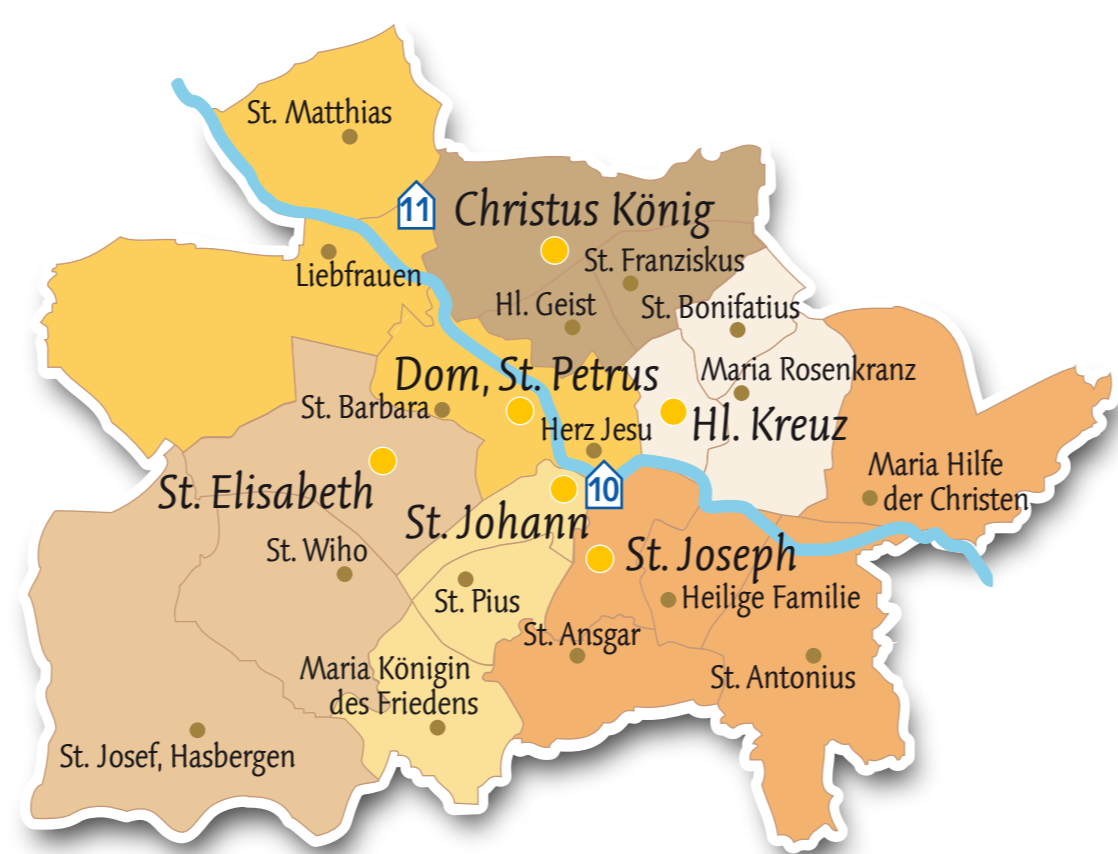 St. Matthias
11
Christus König
Liebfrauen
St. Franziskus
Hl. Geist
St. Bonifatius
Dom, St. Petrus
Maria Rosenkranz
St. Barbara
Herz Jesu
Hl. Kreuz
St. Elisabeth
10
Maria Hilfe
der Christen
St. Johann
St. Wiho
St. Joseph
St. Pius
Heilige Familie
St. Ansgar
Maria Königin
des Friedens
St. Antonius
St. Josef, Hasbergen